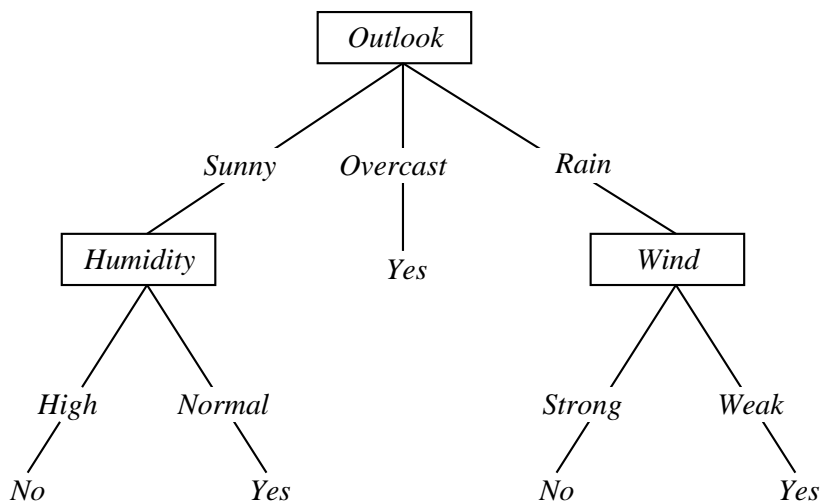 Outlook
Sunny Overcast Rain
Humidity Yes Wind
High Normal Strong Weak
No Yes No Yes